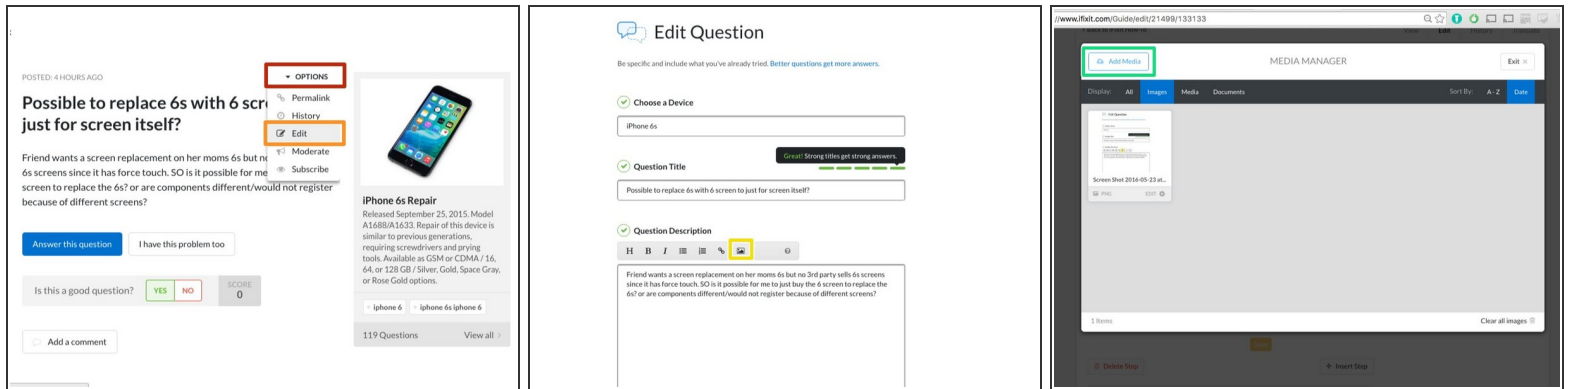 POSTED: 4 HOURS AGO
OPTIONS
Permalink
History
Edit
Moderate
Subscribe
Possible to replace 6s with 6 scre
just for screen itself?
Friend wants a screen replacement on her moms 6s but no
6s screens since it has force touch. SO is it possible for me
screen to replace the 6s? or are components different/would not register
because of different screens?
Answer this question
I have this problem too
Is this a good question?
YES
NO
SCORE
0
Add a comment
iPhone 6s Repair
Released September 25, 2015. Model
A1688/A1633. Repair of this device is
similar to previous generations,
requiring screwdrivers and prying
tools. Available as GSM or CDMA / 16,
64, or 128 GB / Silver, Gold, Space Gray,
or Rose Gold options.
iphone 6
iphone 6s iphone 6
119 Questions
View all
Edit Question
Be specific and include what you've already tried. Better questions get more answers.
Choose a Device
iPhone 6s
Great! Strong titles get strong answers.
Question Title
Possible to replace 6s with 6 screen to just for screen itself?
Question Description
H B I
Friend wants a screen replacement on her moms 6s but no 3rd party sells 6s screens
since it has force touch. SO is it possible for me to just buy the 6 screen to replace the
6s? or are components different/would not register because of different screens?
//www.ifixit.com/Guide/edit/21499/133133
Edit
History
Translate
Add Media
MEDIA MANAGER
Exit
Display:
All
Images
Media
Documents
Sort By:
A - Z
Date
Screen Shot 2016-05-23 at...
PNG
EDIT
1 Items
Clear all images
Save
Delete Step
+ Insert Step